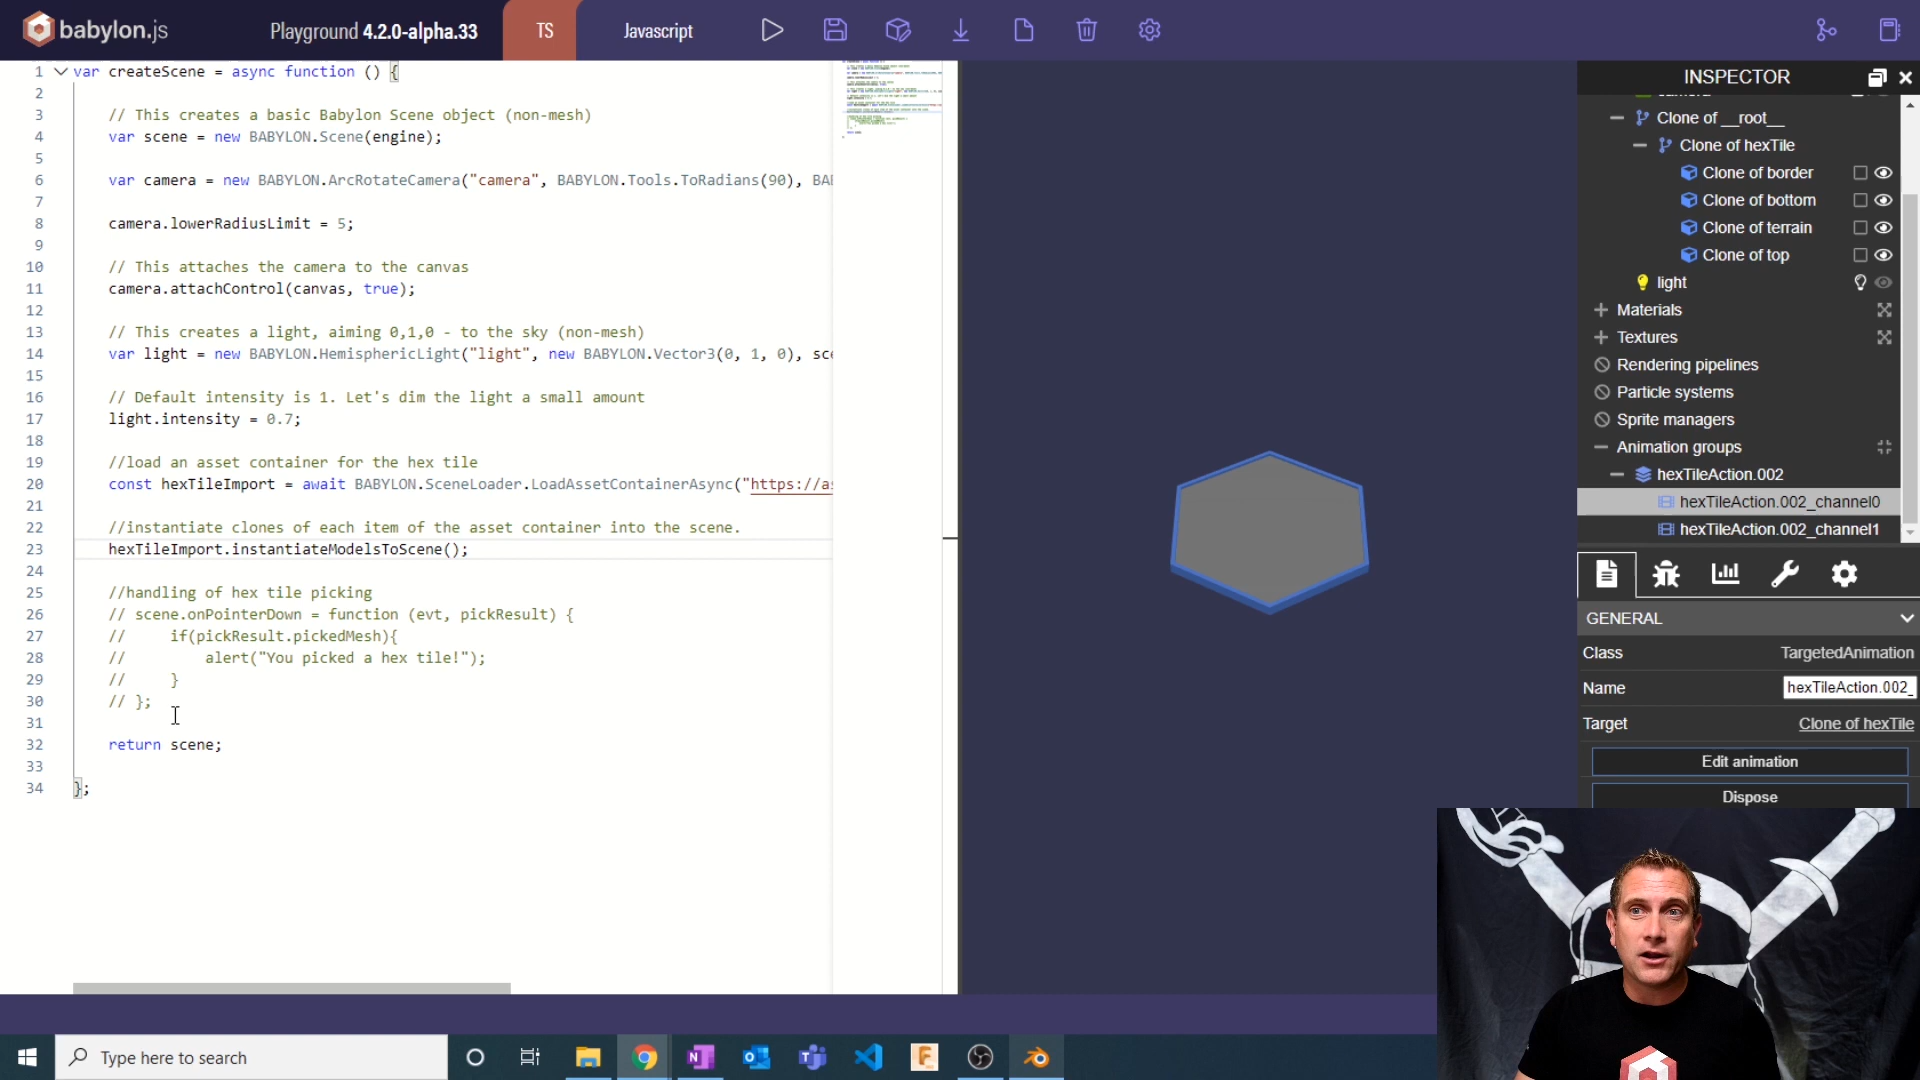 babylon.js
Playground 4.2.0-alpha.33
TS
Javascript
1 var createScene = async function () {
2
3 // This creates a basic Babylon Scene object (non-mesh)
4 var scene = new BABYLON.Scene(engine);
5
6 var camera = new BABYLON.ArcRotateCamera("camera", BABYLON.Tools.ToRadians(90), BA
7
8 camera.lowerRadiusLimit = 5;
9
10 // This attaches the camera to the canvas
11 camera.attachControl(canvas, true);
12
13 // This creates a light, aiming 0,1,0 - to the sky (non-mesh)
14 var light = new BABYLON.HemisphericLight("light", new BABYLON.Vector3(0, 1, 0), sc
15
16 // Default intensity is 1. Let's dim the light a small amount
17 light.intensity = 0.7;
18
19 //load an asset container for the hex tile
20 const hexTileImport = await BABYLON.SceneLoader.LoadAssetContainerAsync("https://a
21
22 //instantiate clones of each item of the asset container into the scene.
23 hexTileImport.instantiateModelsToScene();
24
25 //handling of hex tile picking
26 // scene.onPointerDown = function (evt, pickResult) {
27 // if(pickResult.pickedMesh){
28 // alert("You picked a hex tile!");
29 // }
30 // };
31
32 return scene;
33
34 };
INSPECTOR
Clone of __root__
Clone of hexTile
Clone of border
Clone of bottom
Clone of terrain
Clone of top
light
Materials
Textures
Rendering pipelines
Particle systems
Sprite managers
Animation groups
hexTileAction.002
hexTileAction.002_channel0
hexTileAction.002_channel1
GENERAL
Class TargetedAnimation
Name hexTileAction.002_
Target Clone of hexTile
Edit animation
Dispose
Type here to search